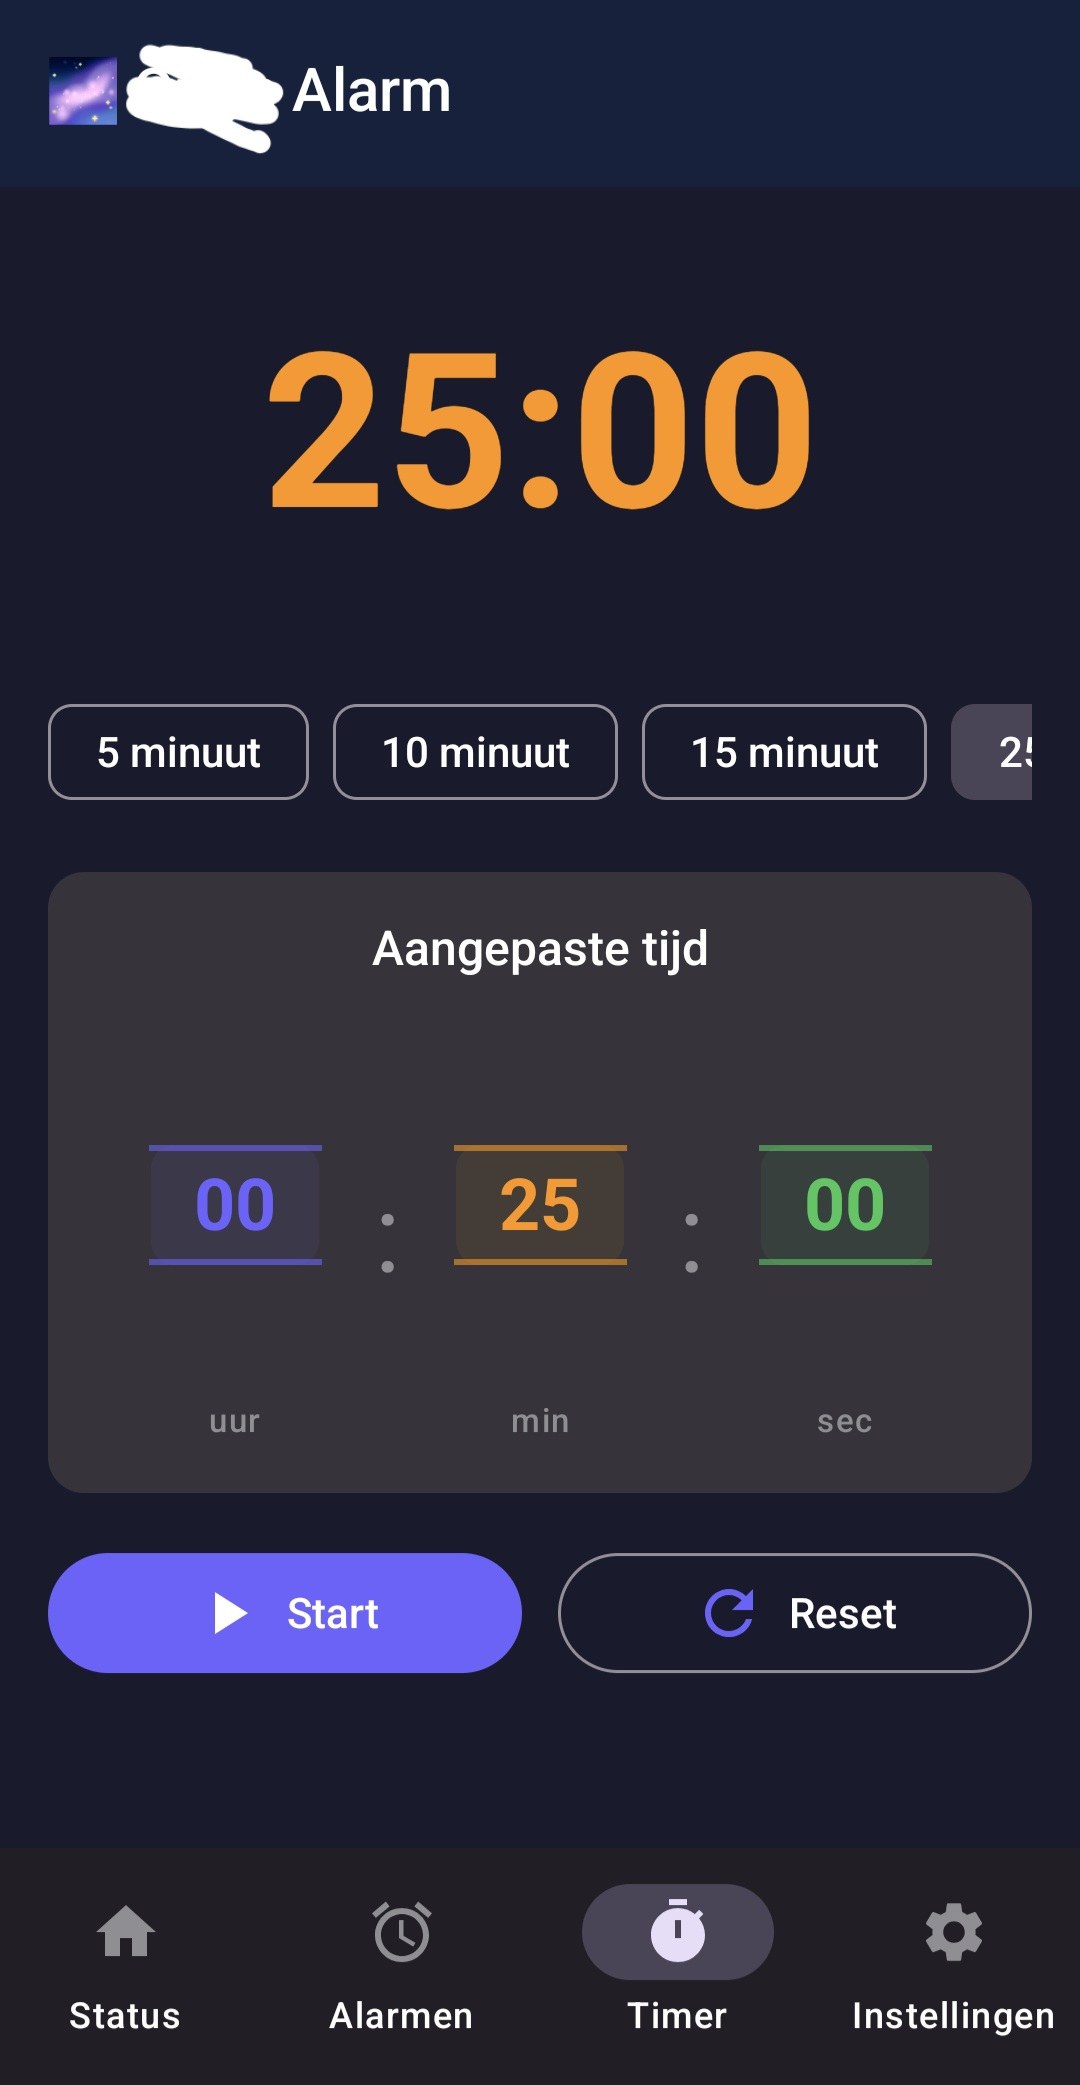 Alarm
25:00
5 minuut 10 minuut 15 minuut 25
Aangepaste tijd
00 : 25 : 00
uur min sec
Start Reset
Status Alarmen Timer Instellingen